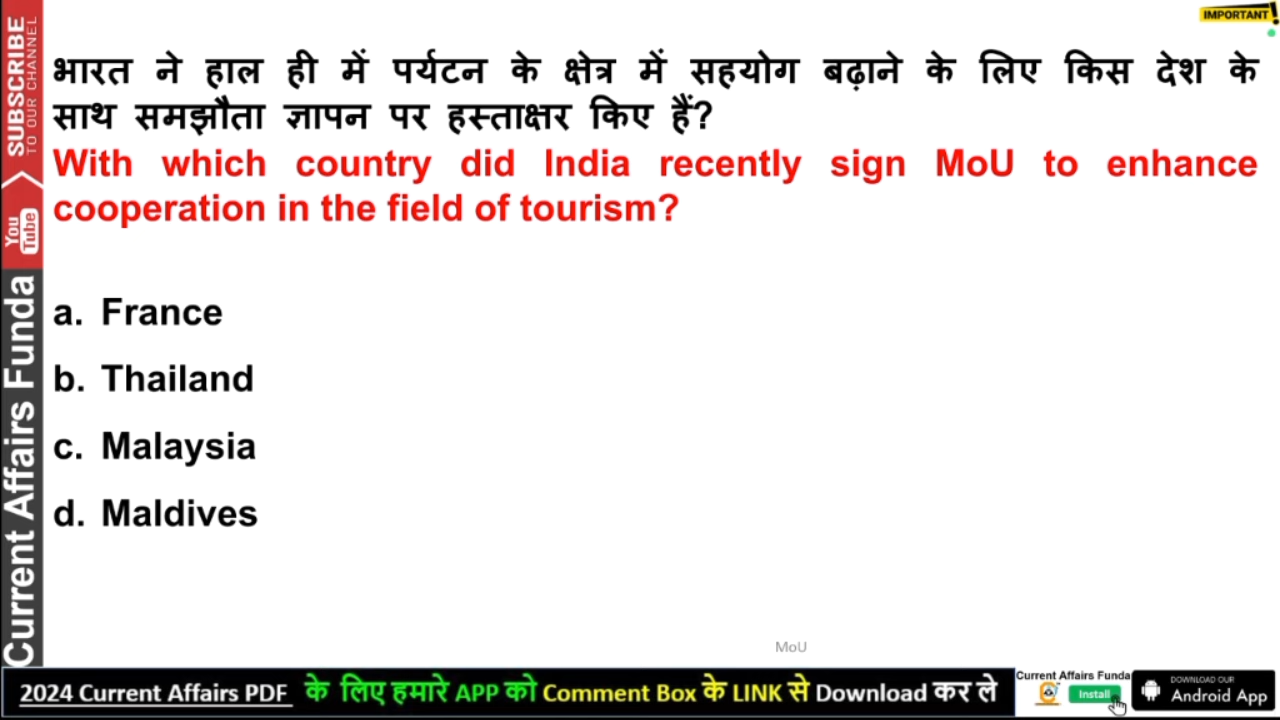 IMPORTANT!
भारत ने हाल ही में पर्यटन के क्षेत्र में सहयोग बढ़ाने के लिए किस देश के
साथ समझौता ज्ञापन पर हस्ताक्षर किए हैं?
With which country did India recently sign MoU to enhance
cooperation in the field of tourism?
a. France
b. Thailand
c. Malaysia
d. Maldives
MoU
SUBSCRIBE
TO OUR CHANNEL
You
Tube
Current Affairs Funda
2024 Current Affairs PDF के लिए हमारे APP को Comment Box के LINK से Download कर ले
Current Affairs Funda
Install
DOWNLOAD OUR
Android App